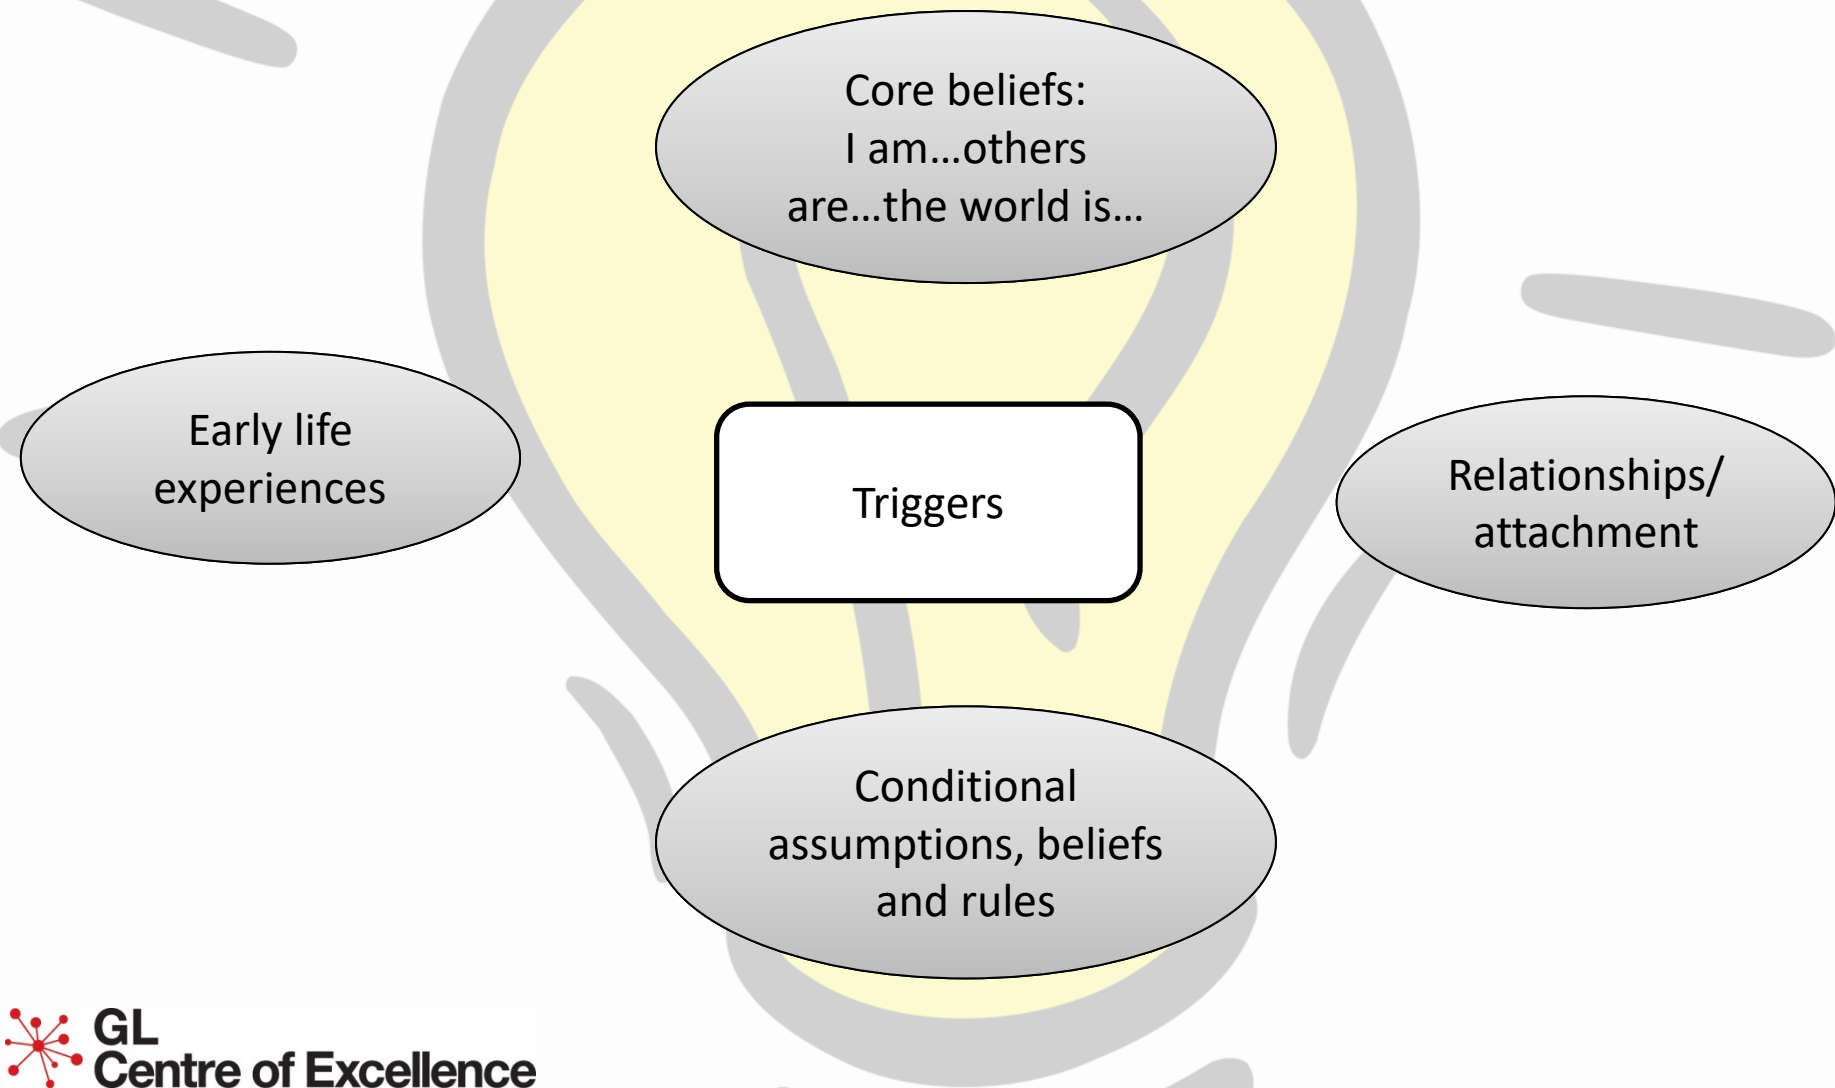 Core beliefs:
I am...others
are...the world is...
Early life
experiences
Triggers
Relationships/
attachment
Conditional
assumptions, beliefs
and rules
GL
Centre of Excellence